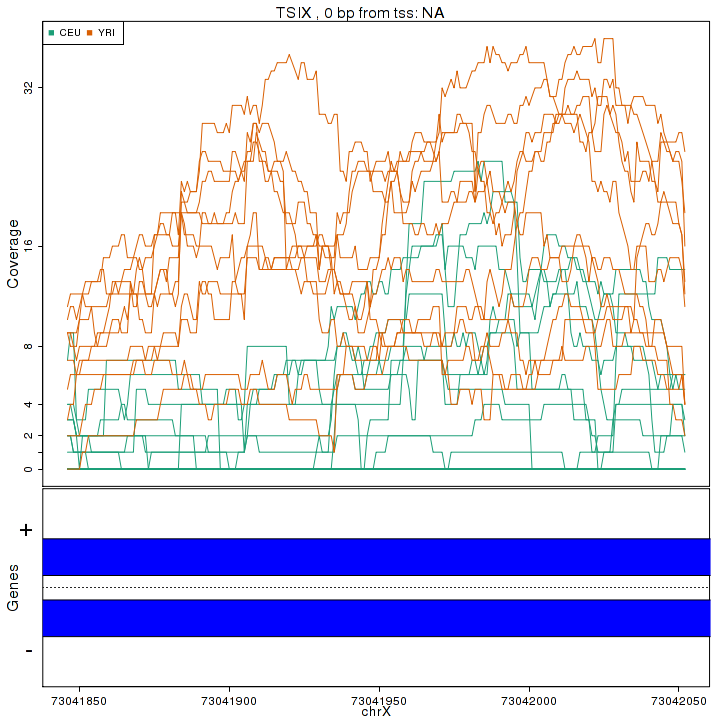 TSIX , 0 bp from tss: NA
CEU YRI
Coverage
32
16
8
4
2
0
Genes
+
-
73041850 73041900 73041950 73042000 73042050
chrX